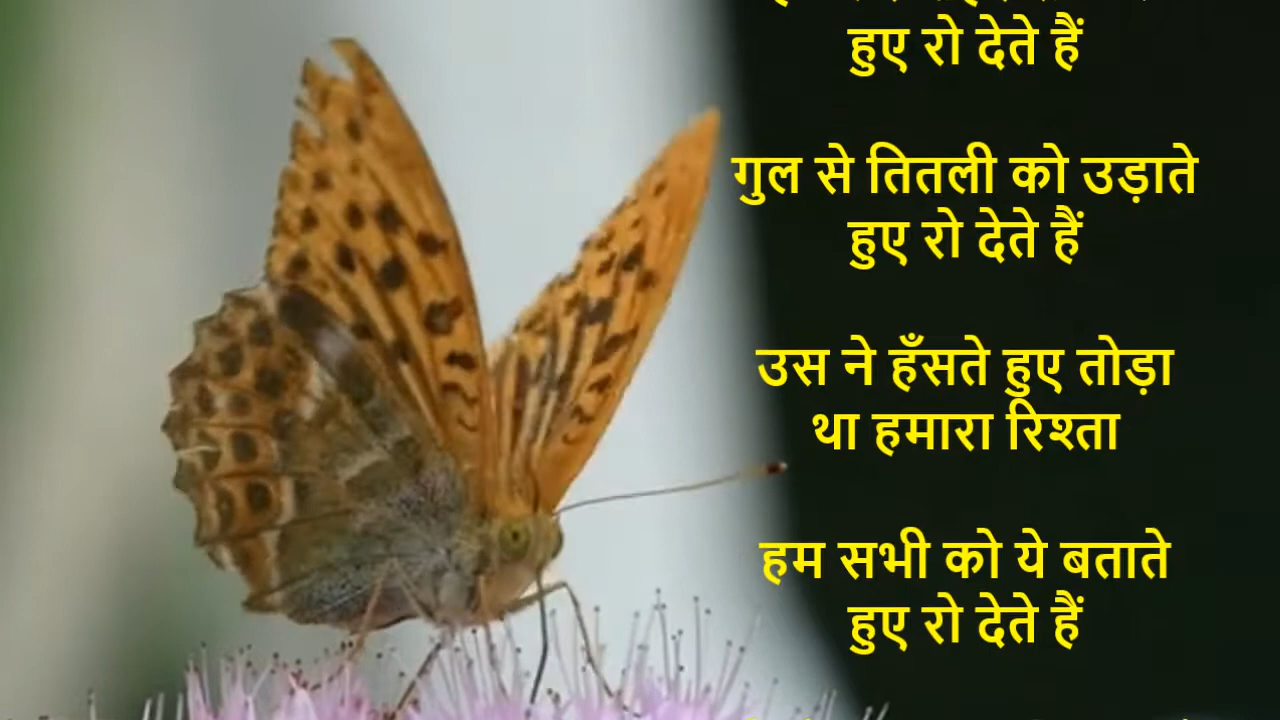 हुए रो देते हैं
गुल से तितली को उड़ाते
हुए रो देते हैं
उस ने हँसते हुए तोड़ा
था हमारा रिश्ता
हम सभी को ये बताते
हुए रो देते हैं